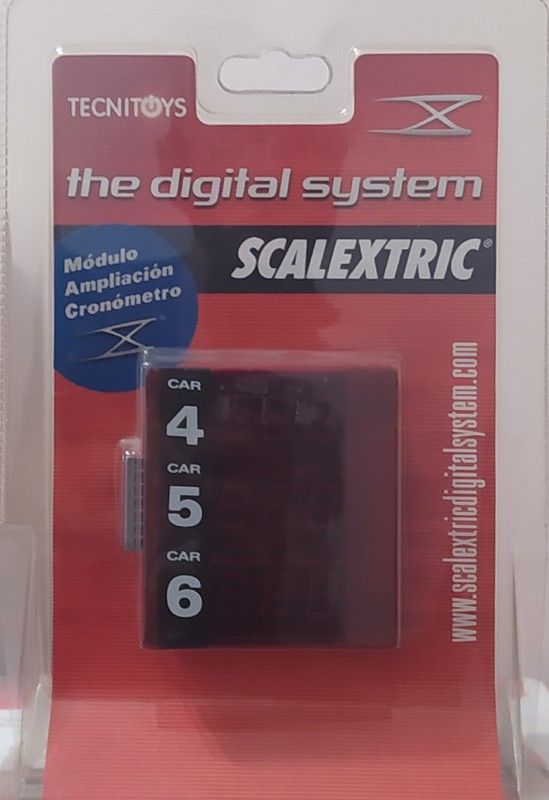 TECNITOYS
the digital system
SCALEXTRIC®
Módulo
Ampliación
Cronómetro
CAR
4
CAR
5
CAR
6
www.scalextricdigitalsystem.com